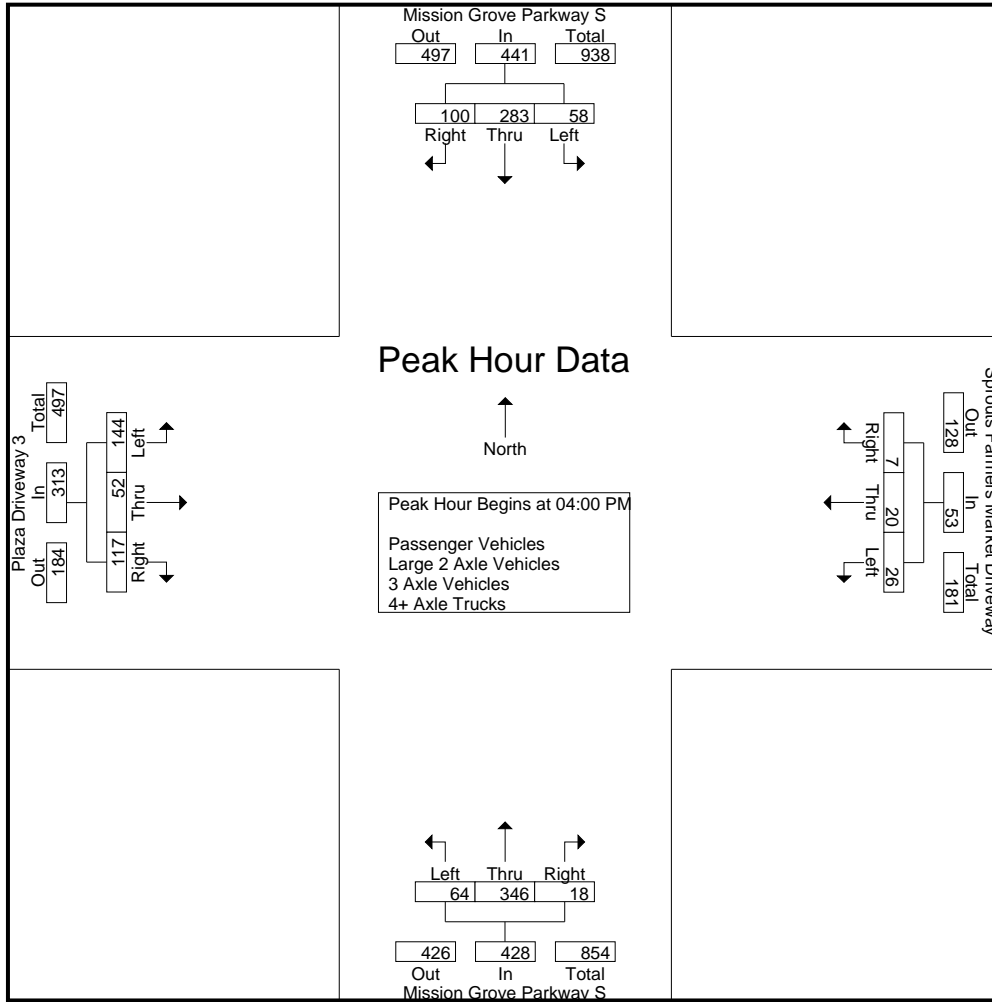 Mission Grove Parkway S
Out In Total
497 441 938
100 283 58
Right Thru Left
Peak Hour Data
North
Peak Hour Begins at 04:00 PM
Passenger Vehicles
Large 2 Axle Vehicles
3 Axle Vehicles
4+ Axle Trucks
Plaza Driveway 3
Out In Total
184 313 497
144 52 117
Left Thru Right
Sprouts Farmers Market Driveway
Out In Total
128 53 181
7 20 26
Right Thru Left
Left Thru Right
64 346 18
426 428 854
Out In Total
Mission Grove Parkway S